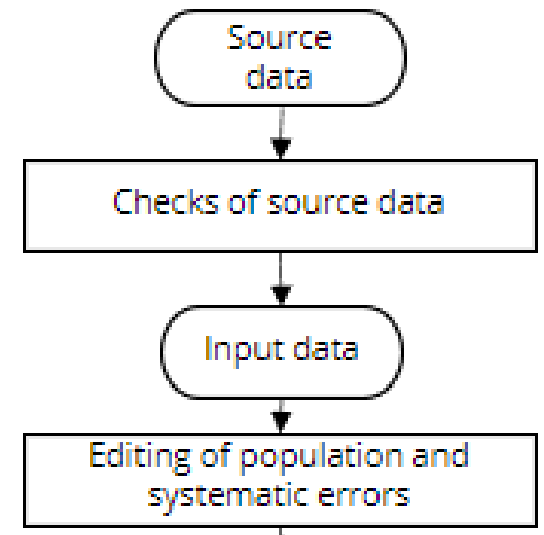 Source
data
Checks of source data
Input data
Editing of population and
systematic errors